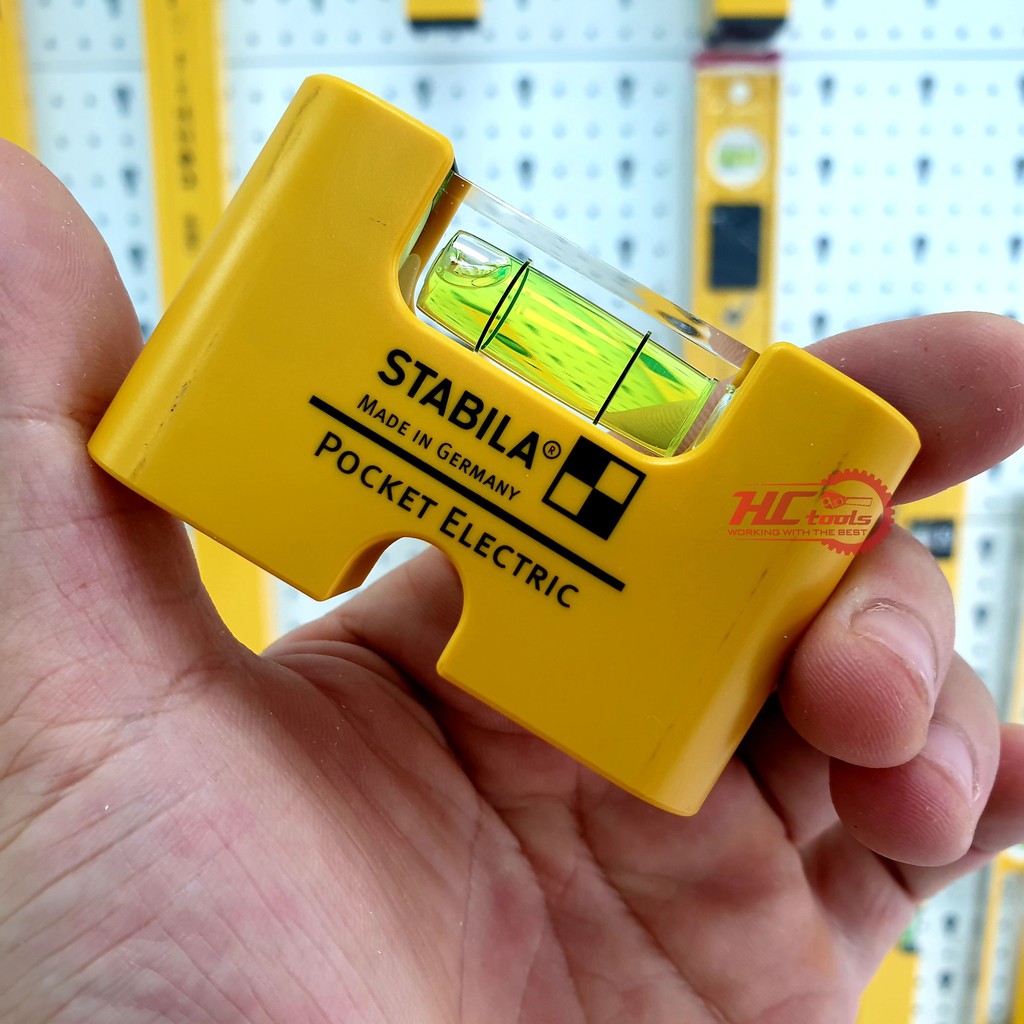 STABILA®
MADE IN GERMANY
POCKET ELECTRIC
HC tools
WORKING WITH THE BEST